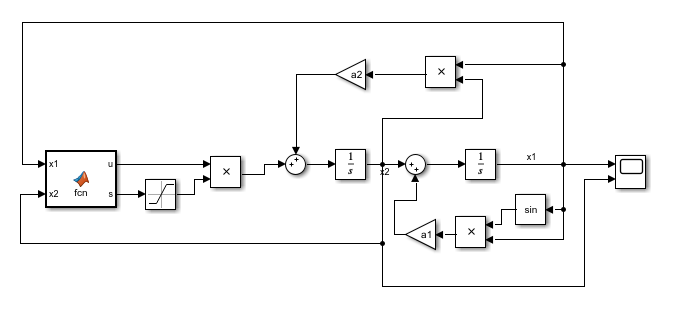 a2
×
x1 u
fcn
x2 s
×
1
s
x2
1
s
x1
sin
a1
×